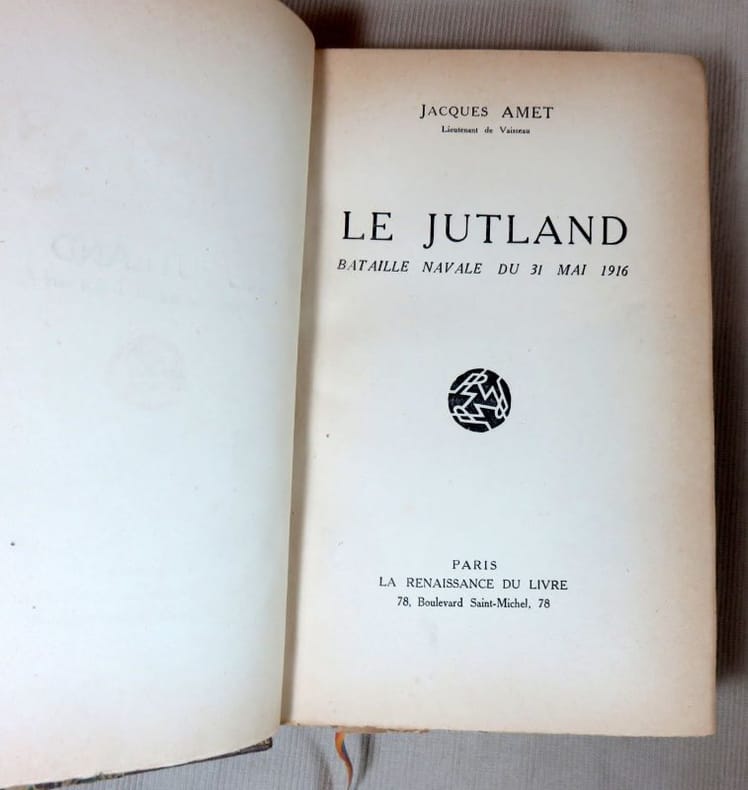 JACQUES AMET
Lieutenant de Vaisseau
LE JUTLAND
BATAILLE NAVALE DU 31 MAI 1916
PARIS
LA RENAISSANCE DU LIVRE
78, Boulevard Saint-Michel, 78